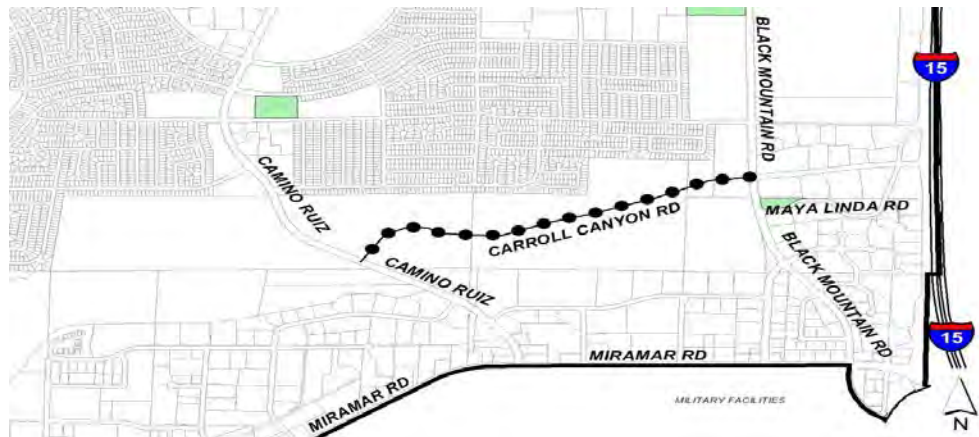 BLACK MOUNTAIN RD
15
CAMINO RUIZ
MAYA LINDA RD
CARROLL CANYON RD
CAMINO RUIZ
BLACK MOUNTAIN RD
15
MIRAMAR RD
MIRAMAR RD
MILITARY FACILITIES
N